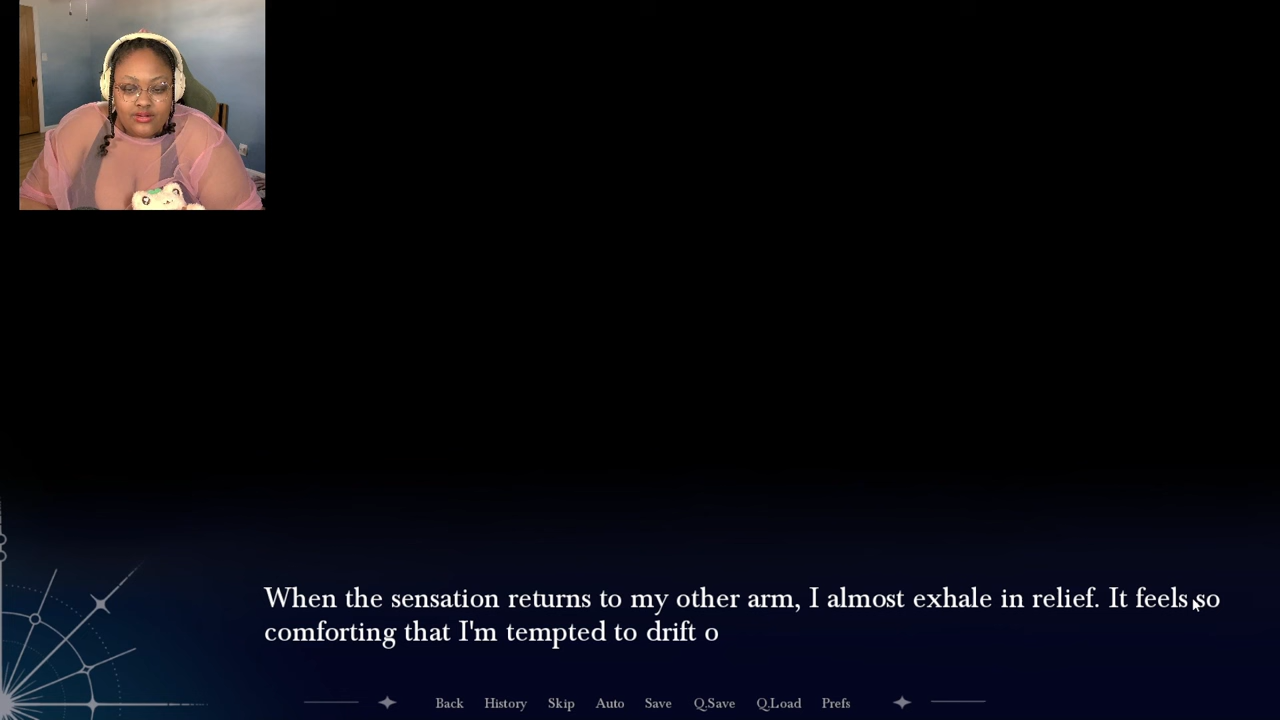 When the sensation returns to my other arm, I almost exhale in relief. It feels so
comforting that I'm tempted to drift o
Back History Skip Auto Save Q.Save Q.Load Prefs